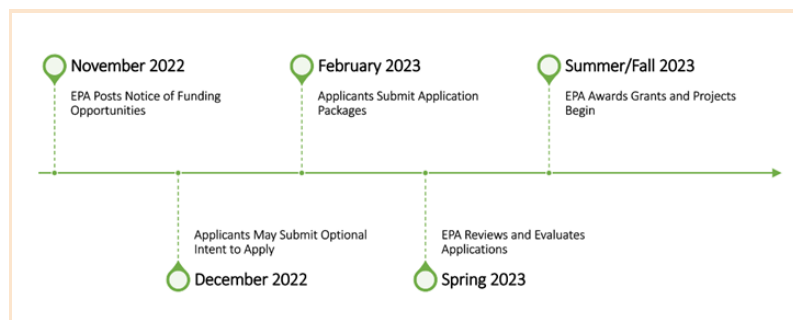 November 2022
EPA Posts Notice of Funding
Opportunities
Applicants May Submit Optional
Intent to Apply
December 2022
February 2023
Applicants Submit Application
Packages
EPA Reviews and Evaluates
Applications
Spring 2023
Summer/Fall 2023
EPA Awards Grants and Projects
Begin